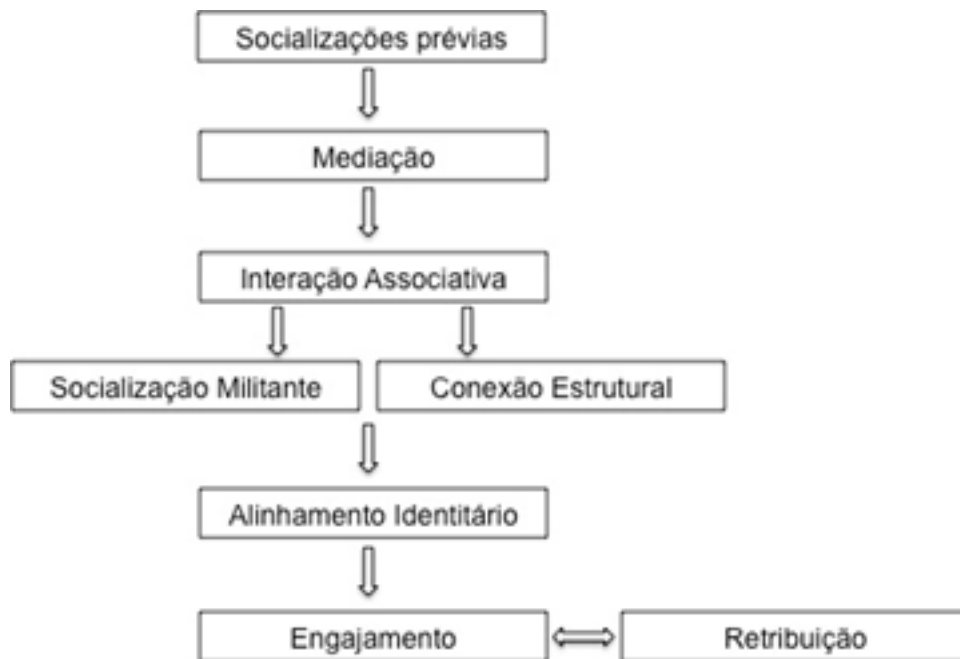 Socializações prévias
Mediação
Interação Associativa
Socialização Militante
Conexão Estrutural
Alinhamento Identitário
Engajamento
Retribuição